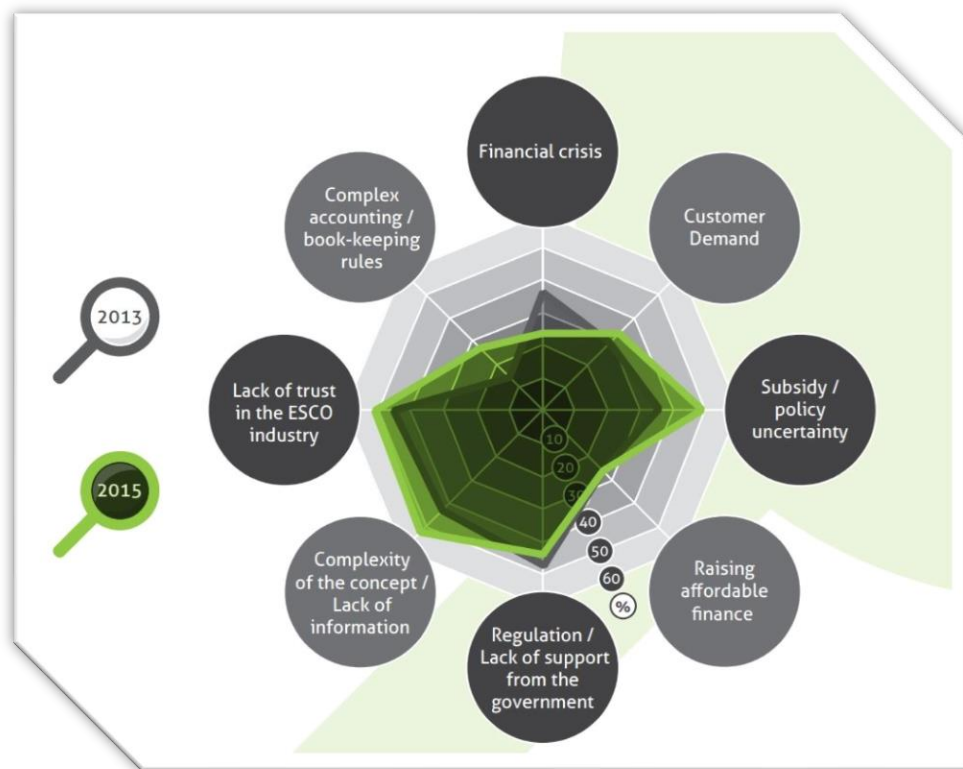 Financial crisis
Customer
Demand
Subsidy /
policy
uncertainty
Raising
affordable
finance
Regulation /
Lack of support
from the
government
Complexity
of the concept /
Lack of
information
Lack of trust
in the ESCO
industry
Complex
accounting /
book-keeping
rules
2013
2015
10
20
30
40
50
60
%